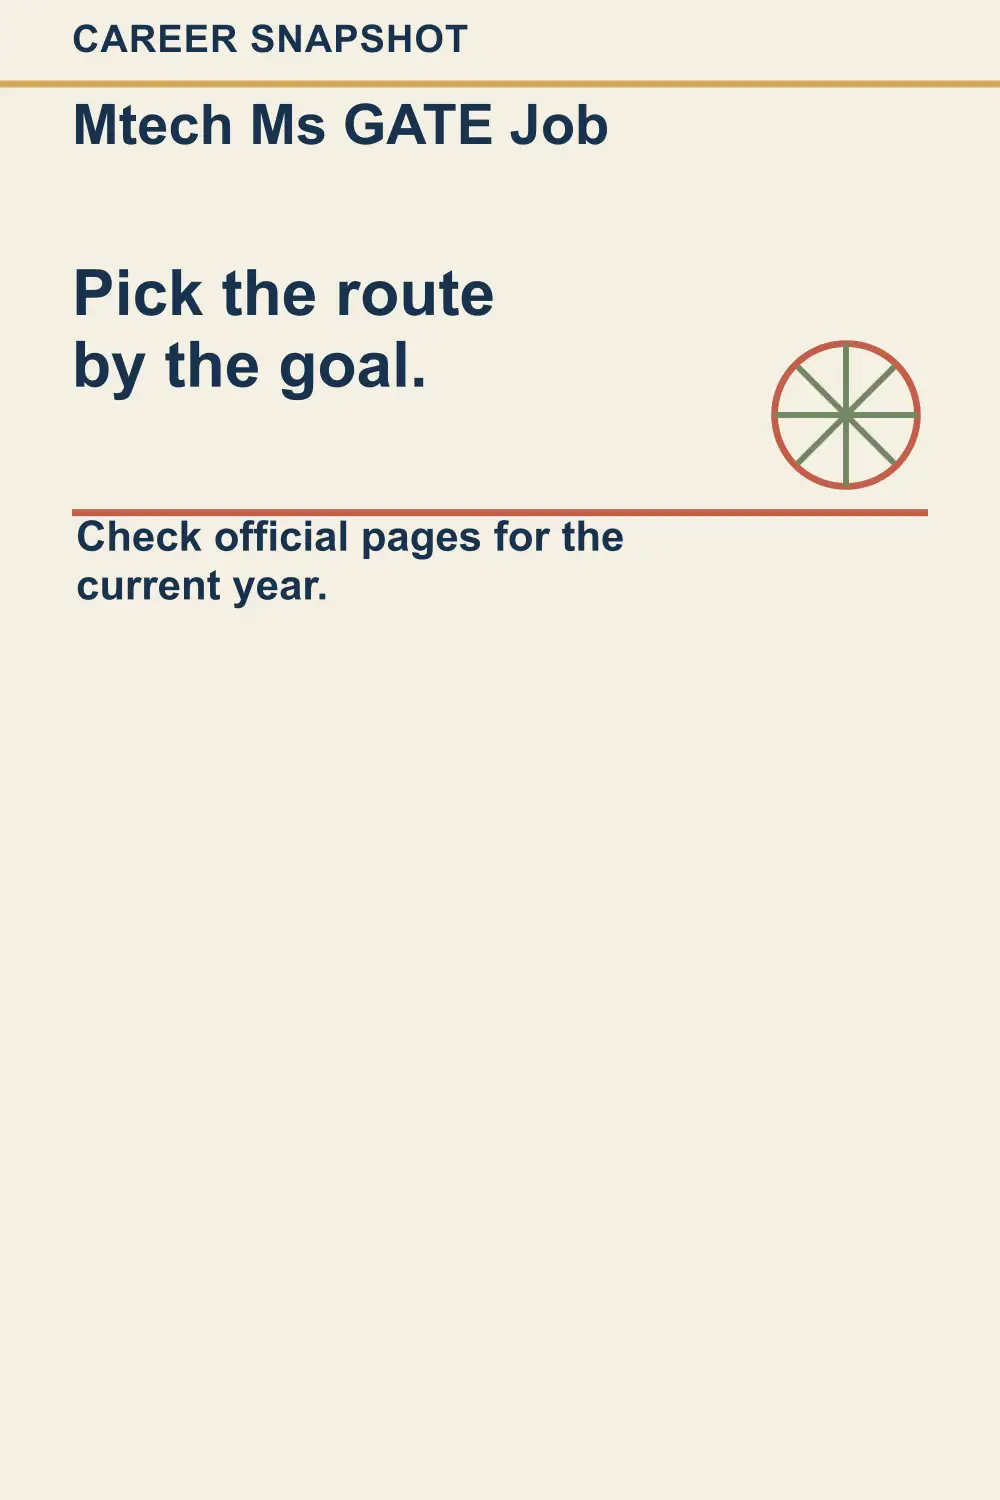 CAREER SNAPSHOT
Mtech Ms GATE Job
Pick the route
by the goal.
Check official pages for the
current year.